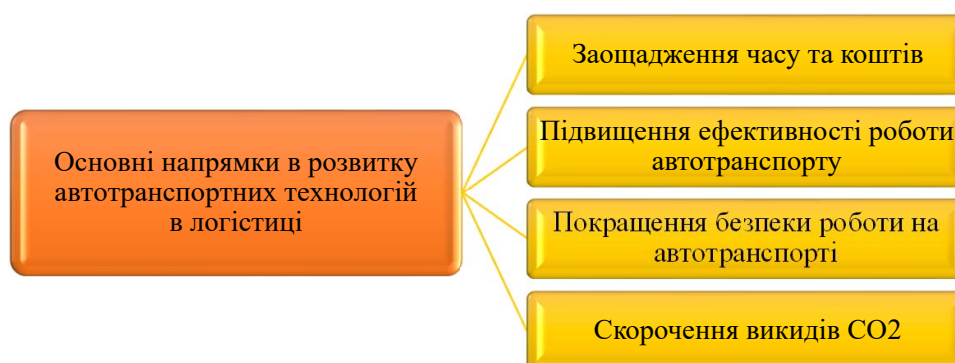 Основні напрямки в розвитку
автотранспортних технологій
в логістиці
Заощадження часу та коштів
Підвищення ефективності роботи
автотранспорту
Покращення безпеки роботи на
автотранспорті
Скорочення викидів CO2